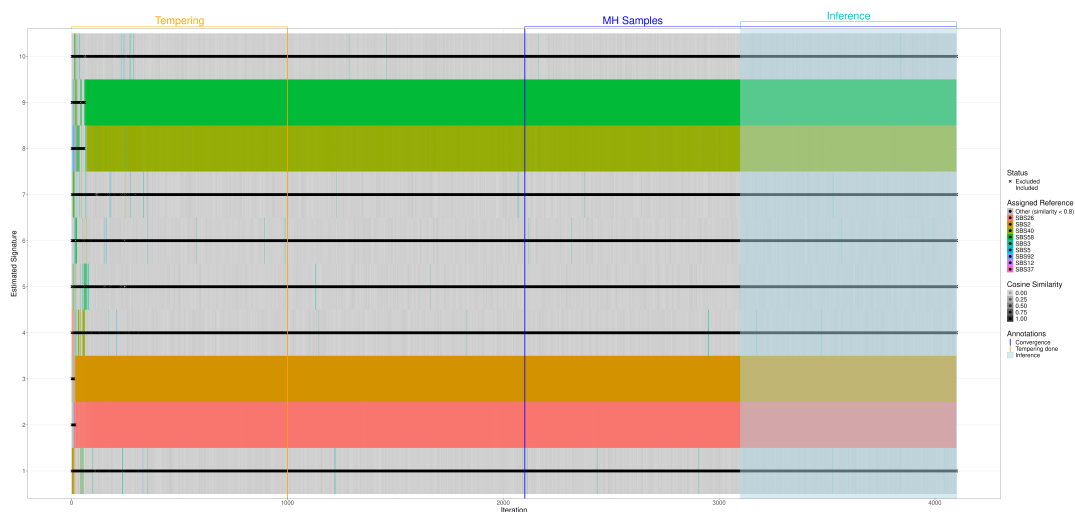 Tempering
MH Samples
Inference
10
9
8
7
6
5
4
3
2
1
Estimated Signature
0
1000
2000
3000
4000
Iteration
Status
Excluded
Included
Assigned Reference
Other (similarity < 0.8)
SBS26
SBS2
SBS40
SBS58
SBS3
SBS5
SBS92
SBS12
SBS37
Cosine Similarity
0.00
0.25
0.50
0.75
1.00
Annotations
Convergence
Tempering done
Inference